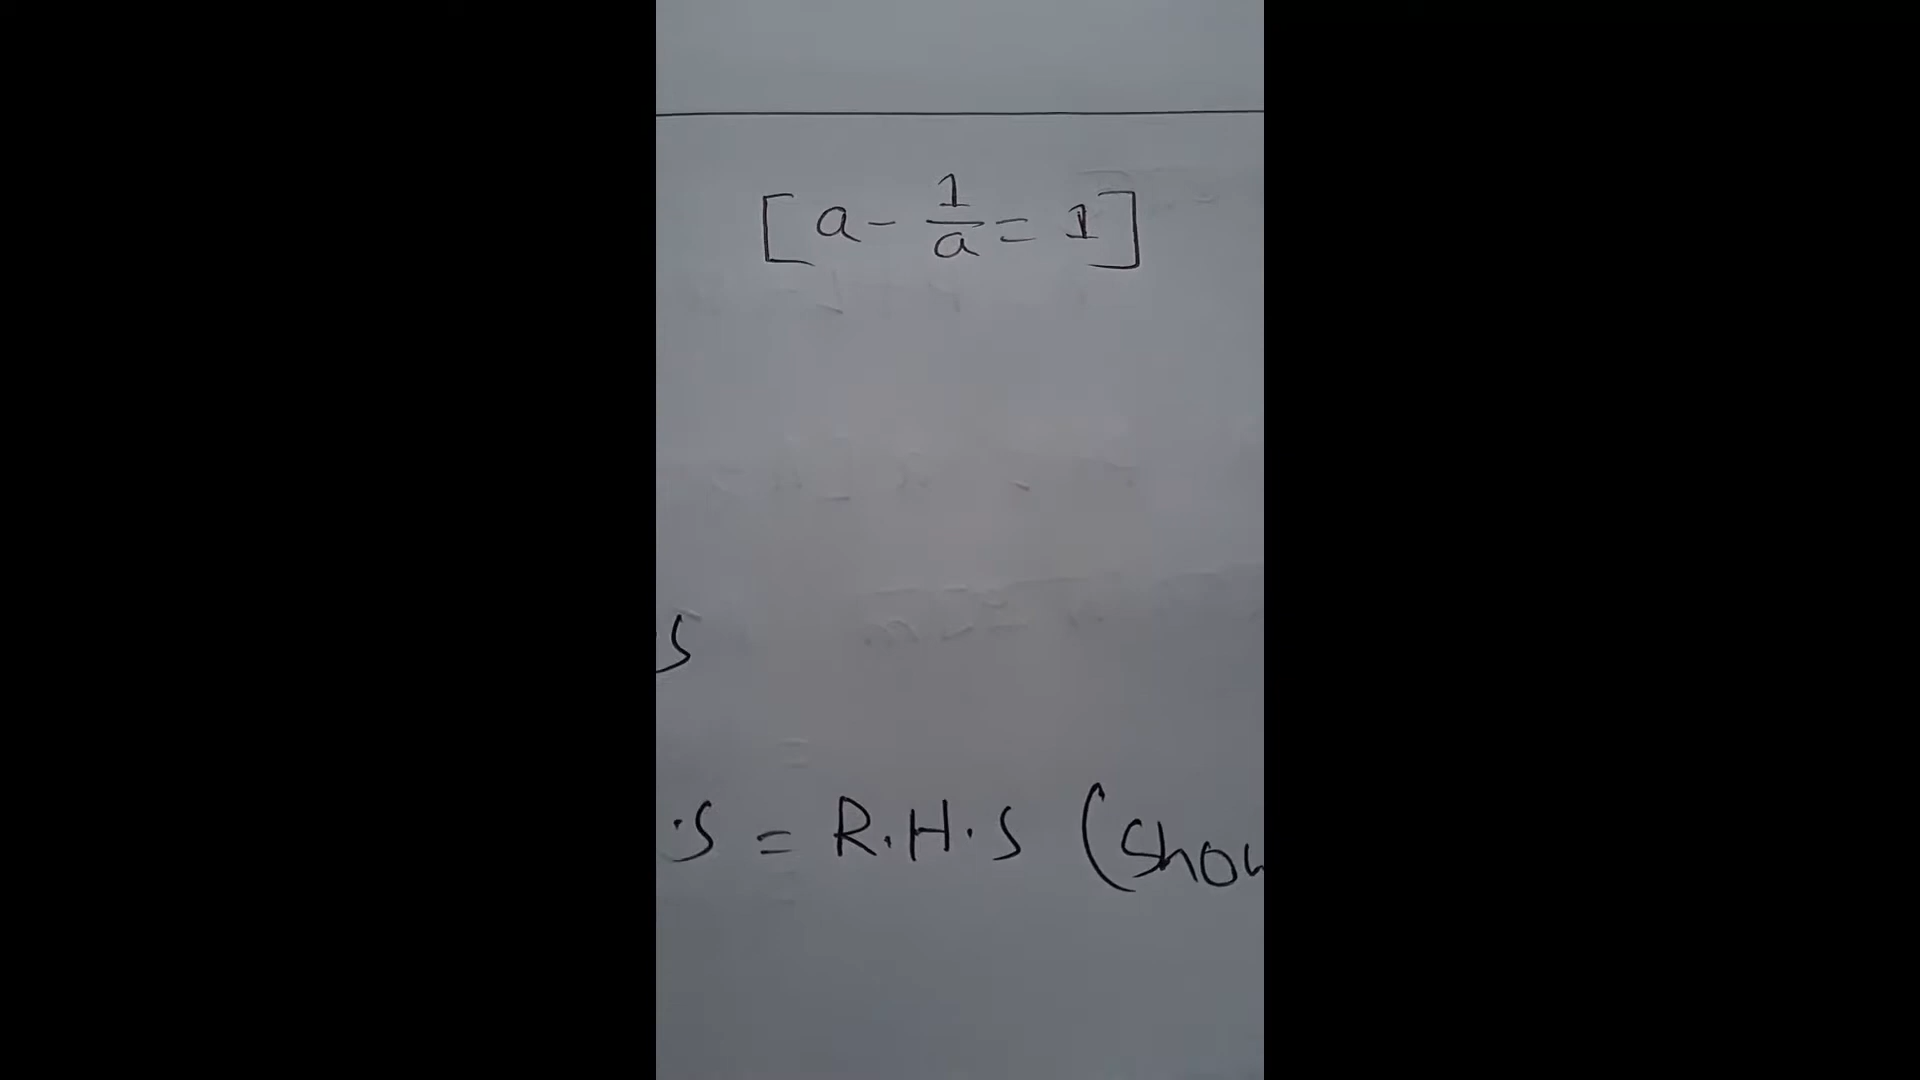 [a - 1/a = 1]
S
.S = R.H.S (Show